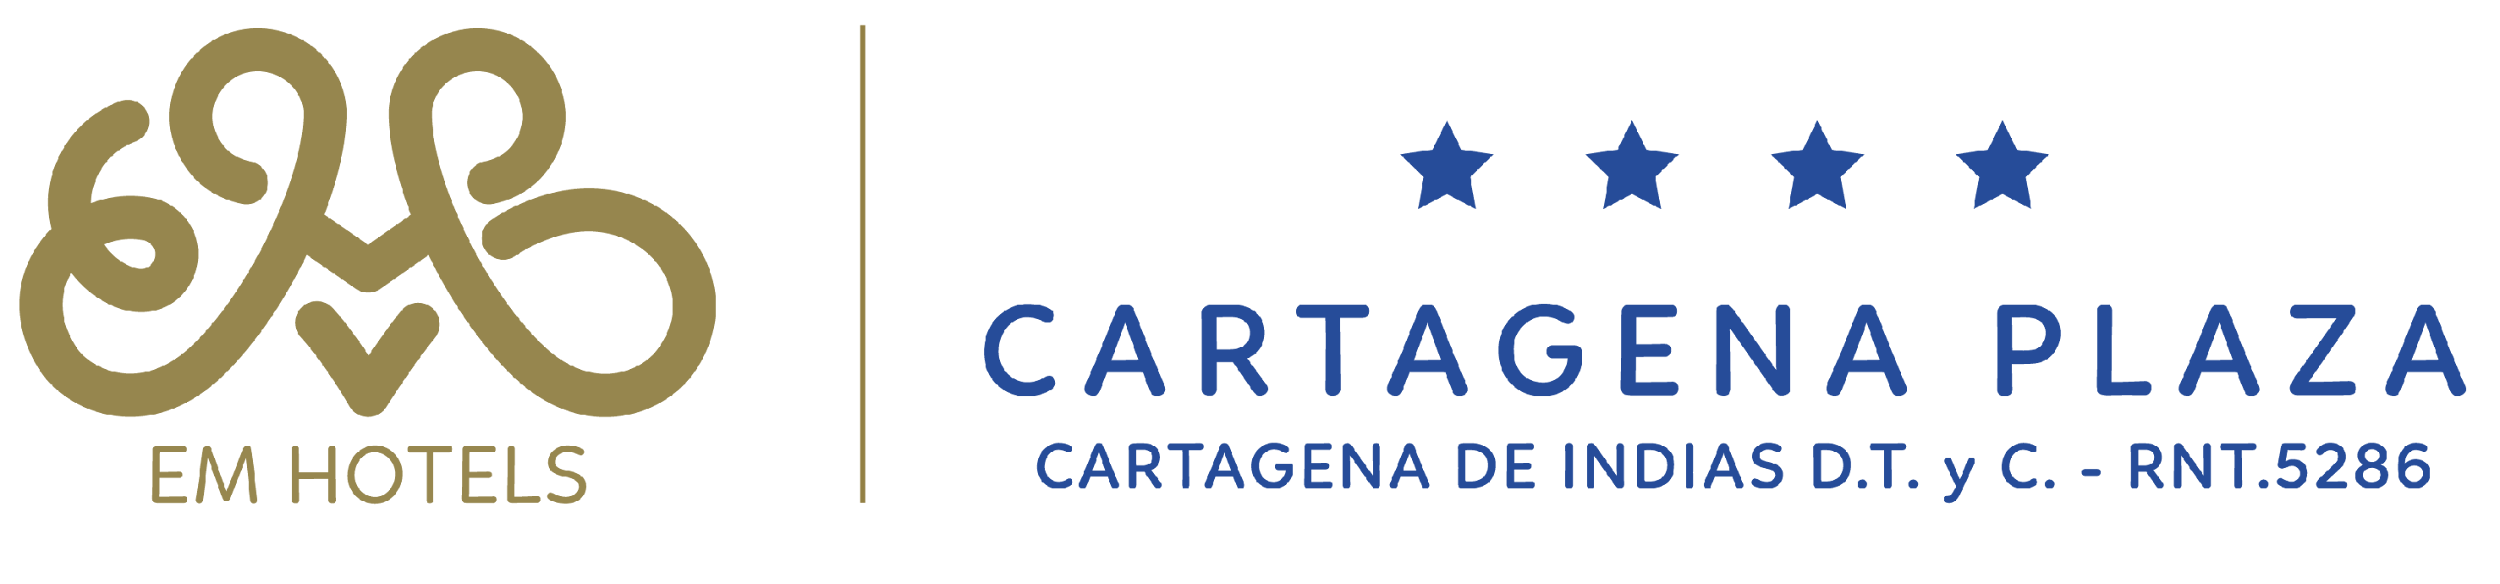 EM HOTELS
CARTAGENA PLAZA
CARTAGENA DE INDIAS D.T. y C. - RNT.5286